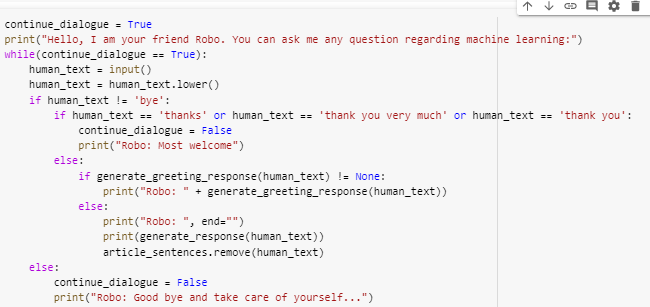 continue_dialogue = True
print("Hello, I am your friend Robo. You can ask me any question regarding machine learning:")
while(continue_dialogue == True):
    human_text = input()
    human_text = human_text.lower()
    if human_text != 'bye':
        if human_text == 'thanks' or human_text == 'thank you very much' or human_text == 'thank you':
            continue_dialogue = False
            print("Robo: Most welcome")
        else:
            if generate_greeting_response(human_text) != None:
                print("Robo: " + generate_greeting_response(human_text))
            else:
                print("Robo: ", end="")
                print(generate_response(human_text))
                article_sentences.remove(human_text)
    else:
        continue_dialogue = False
        print("Robo: Good bye and take care of yourself...")